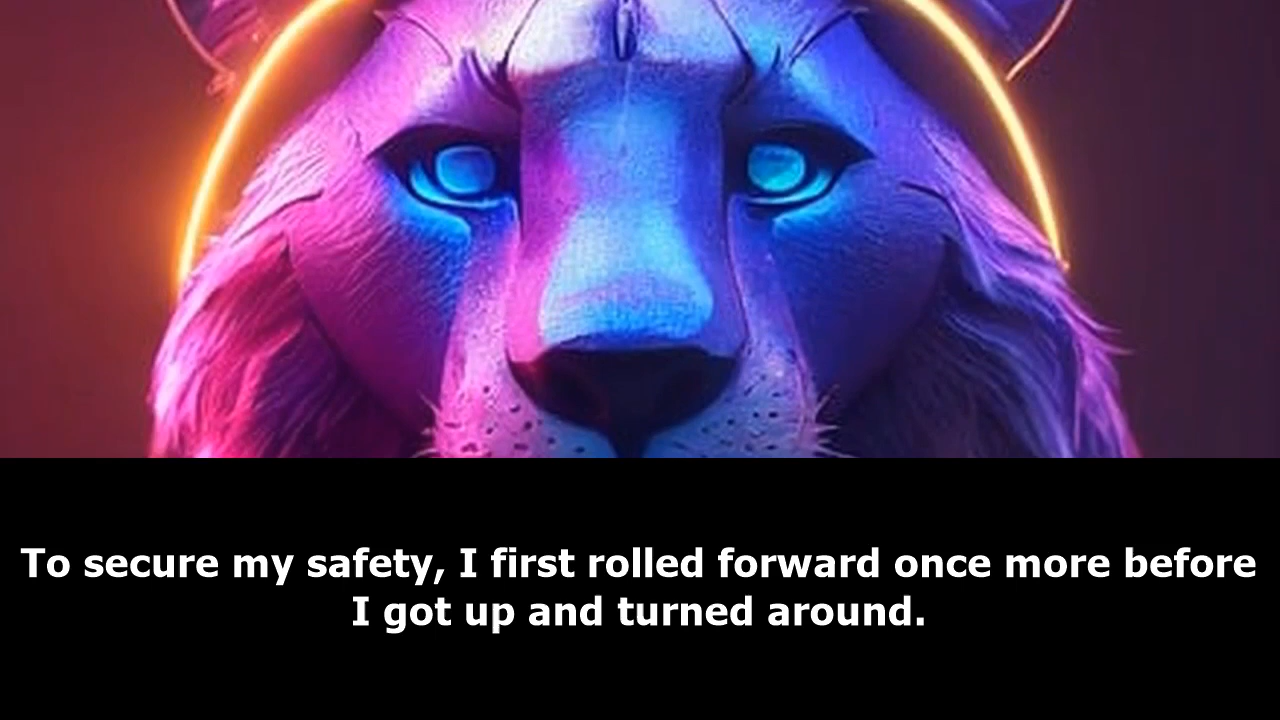 To secure my safety, I first rolled forward once more before
I got up and turned around.